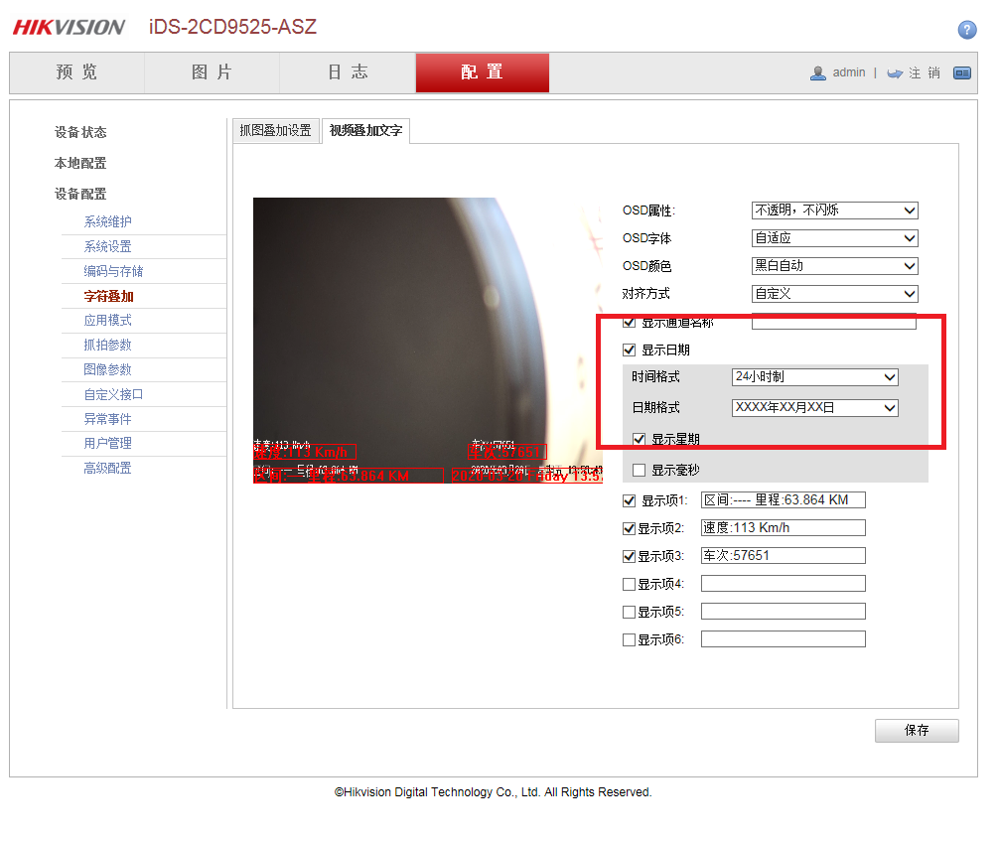 HIKVISION iDS-2CD9525-ASZ
预 览 图 片 日 志 配 置 admin | 注 销
设备状态
本地配置
设备配置
系统维护
系统设置
编码与存储
字符叠加
应用模式
抓拍参数
图像参数
自定义接口
异常事件
用户管理
高级配置
抓图叠加设置 视频叠加文字
速度:113 Km/h 车次:57651
里程:63.864 KM Friday 13:5
OSD属性: 不透明，不闪烁
OSD字体 自适应
OSD颜色 黑白自动
对齐方式 自定义
显示通道名称
显示日期
时间格式 24小时制
日期格式 XXXX年XX月XX日
显示星期
显示毫秒
显示项1: 区间:---- 里程:63.864 KM
显示项2: 速度:113 Km/h
显示项3: 车次:57651
显示项4:
显示项5:
显示项6:
保存
©Hikvision Digital Technology Co., Ltd. All Rights Reserved.